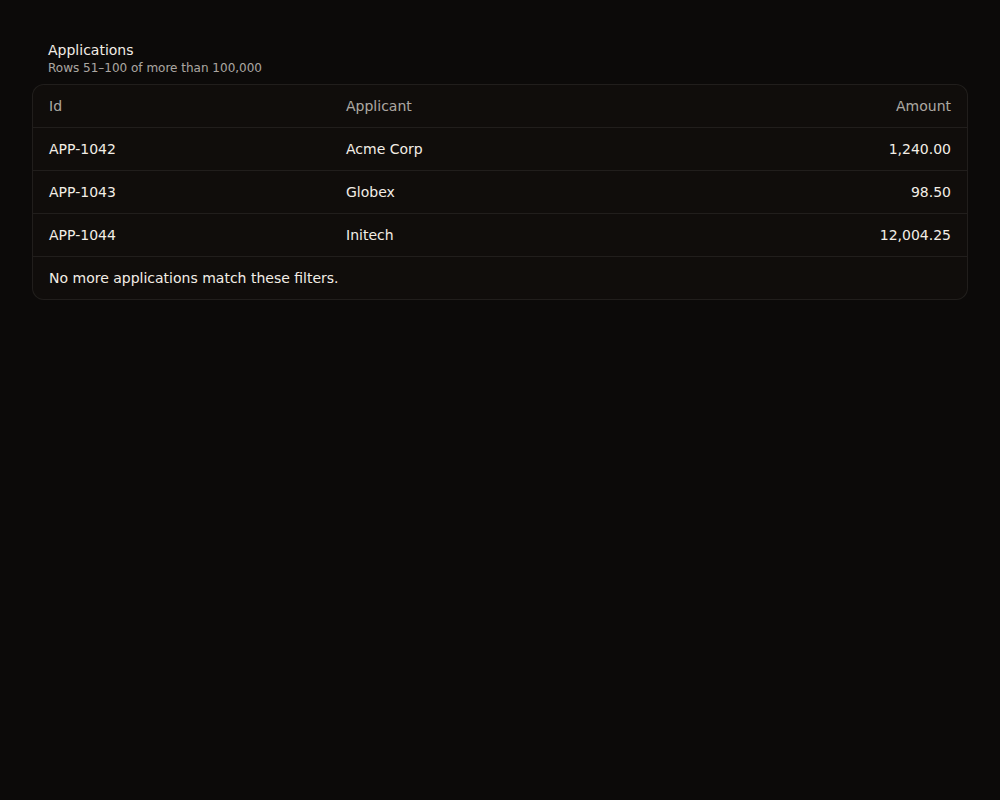 Applications
Rows 51–100 of more than 100,000
Id Applicant Amount
APP-1042 Acme Corp 1,240.00
APP-1043 Globex 98.50
APP-1044 Initech 12,004.25
No more applications match these filters.